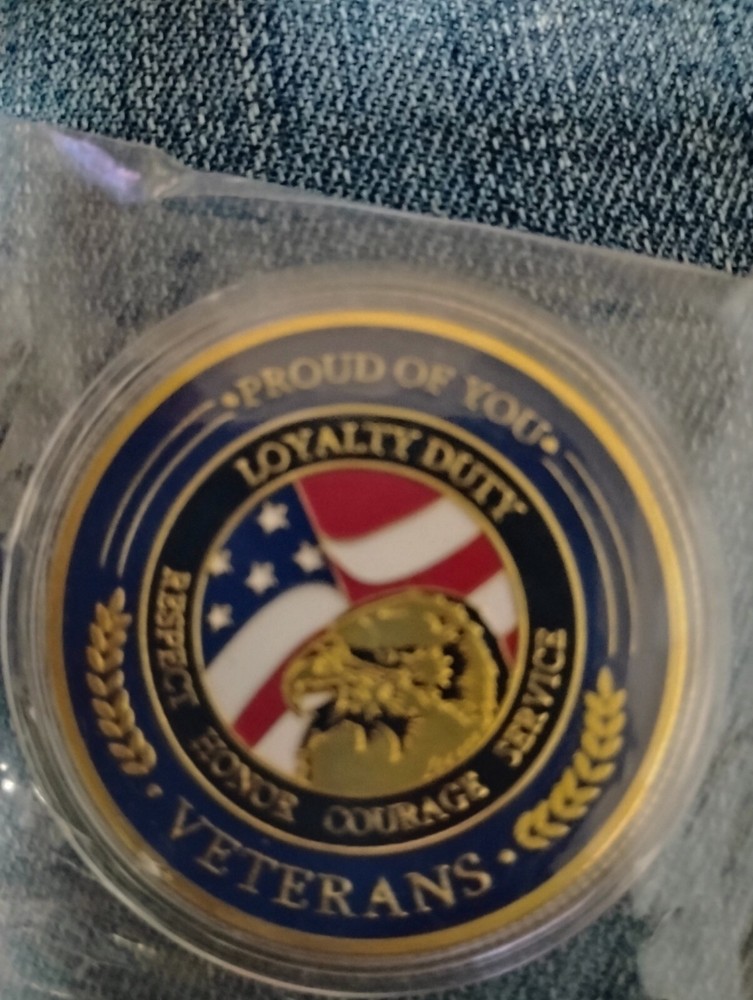 •PROUD OF YOU•
LOYALTY DUTY
RESPECT HONOR COURAGE SERVICE
• VETERANS •